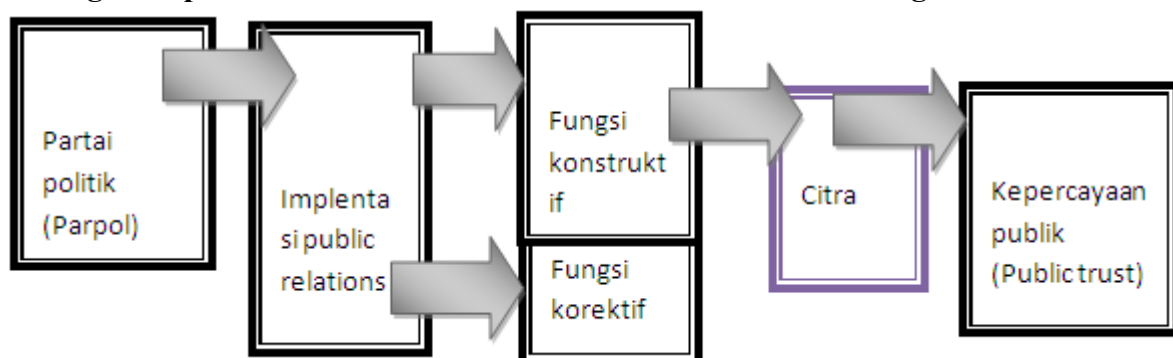 Partai
politik
(Parpol)
Implenta
si public
relations
Fungsi
konstrukt
if
Fungsi
korektif
Citra
Kepercayaan
publik
(Public trust)